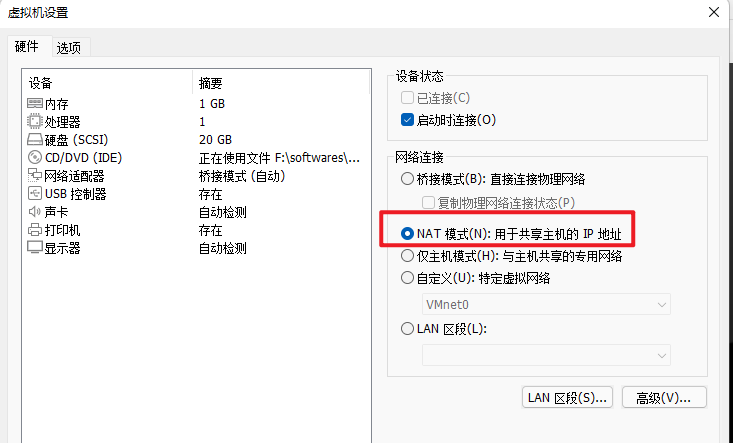 虚拟机设置
硬件 选项
设备 摘要
内存 1 GB
处理器 1
硬盘 (SCSI) 20 GB
CD/DVD (IDE) 正在使用文件 F:\softwares\...
网络适配器 桥接模式 (自动)
USB 控制器 存在
声卡 自动检测
打印机 存在
显示器 自动检测
设备状态
已连接(C)
启动时连接(O)
网络连接
桥接模式(B): 直接连接物理网络
复制物理网络连接状态(P)
NAT 模式(N): 用于共享主机的 IP 地址
仅主机模式(H): 与主机共享的专用网络
自定义(U): 特定虚拟网络
VMnet0
LAN 区段(L):
LAN 区段(S)... 高级(V)...